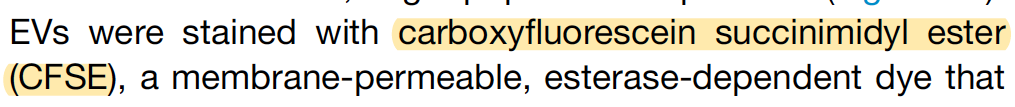 EVs were stained with carboxyfluorescein succinimidyl ester
(CFSE), a membrane-permeable, esterase-dependent dye that